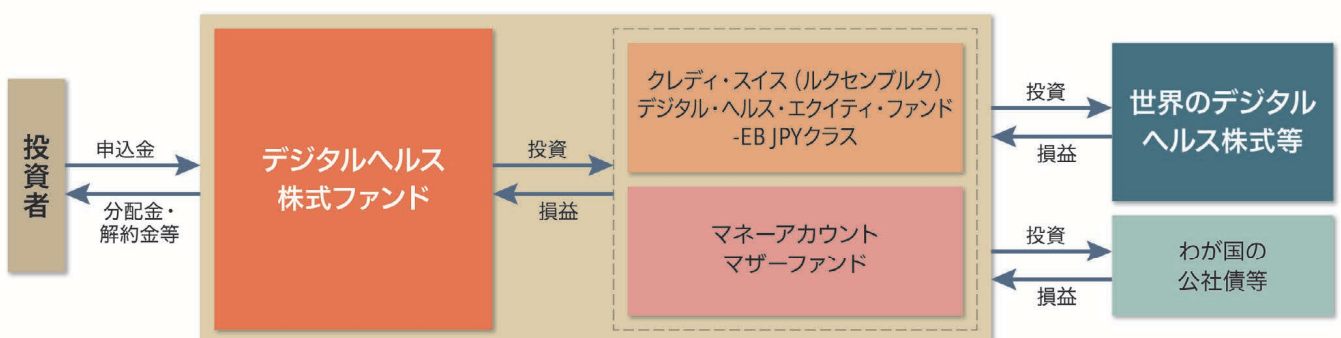 投資者
申込金
分配金・
解約金等
デジタルヘルス
株式ファンド
投資
損益
クレディ・スイス（ルクセンブルク）
デジタル・ヘルス・エクイティ・ファンド
-EB JPYクラス
マネーアカウント
マザーファンド
投資
損益
世界のデジタル
ヘルス株式等
投資
損益
わが国の
公社債等